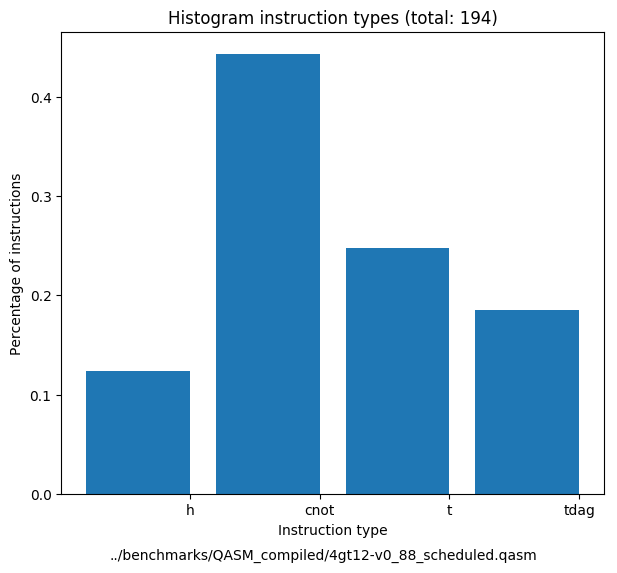 Histogram instruction types (total: 194)
Percentage of instructions
0.4
0.3
0.2
0.1
0.0
h cnot t tdag
Instruction type
../benchmarks/QASM_compiled/4gt12-v0_88_scheduled.qasm